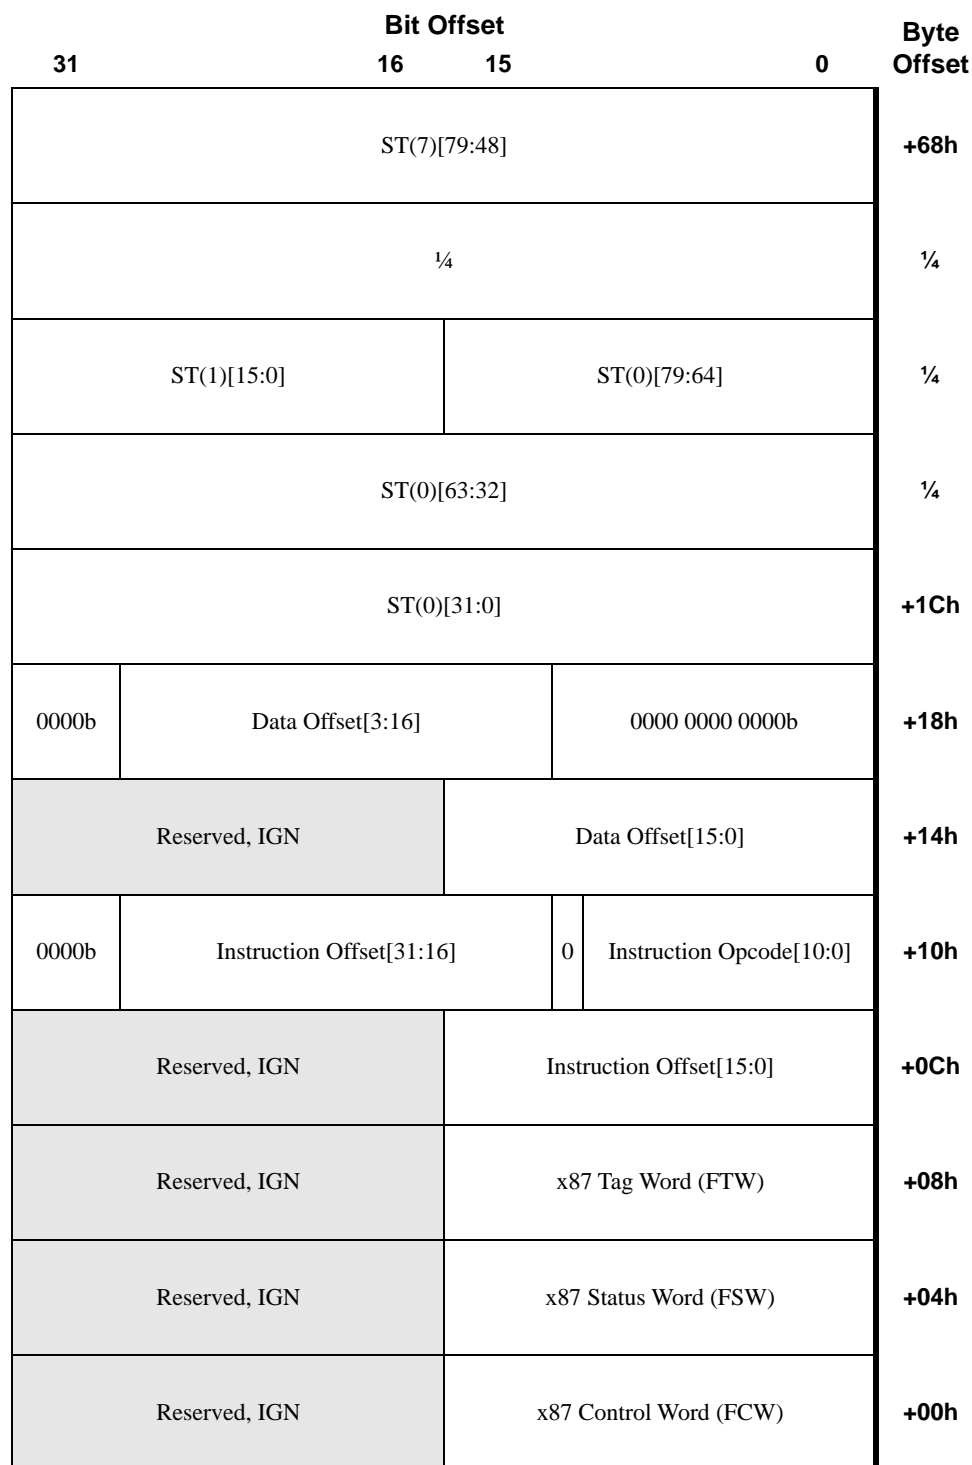 Bit Offset
Byte Offset
31 16 15 0
ST(7)[79:48] +68h
¼ ¼
ST(1)[15:0] ST(0)[79:64] ¼
ST(0)[63:32] ¼
ST(0)[31:0] +1Ch
0000b Data Offset[3:16] 0000 0000 0000b +18h
Reserved, IGN Data Offset[15:0] +14h
0000b Instruction Offset[31:16] 0 Instruction Opcode[10:0] +10h
Reserved, IGN Instruction Offset[15:0] +0Ch
Reserved, IGN x87 Tag Word (FTW) +08h
Reserved, IGN x87 Status Word (FSW) +04h
Reserved, IGN x87 Control Word (FCW) +00h